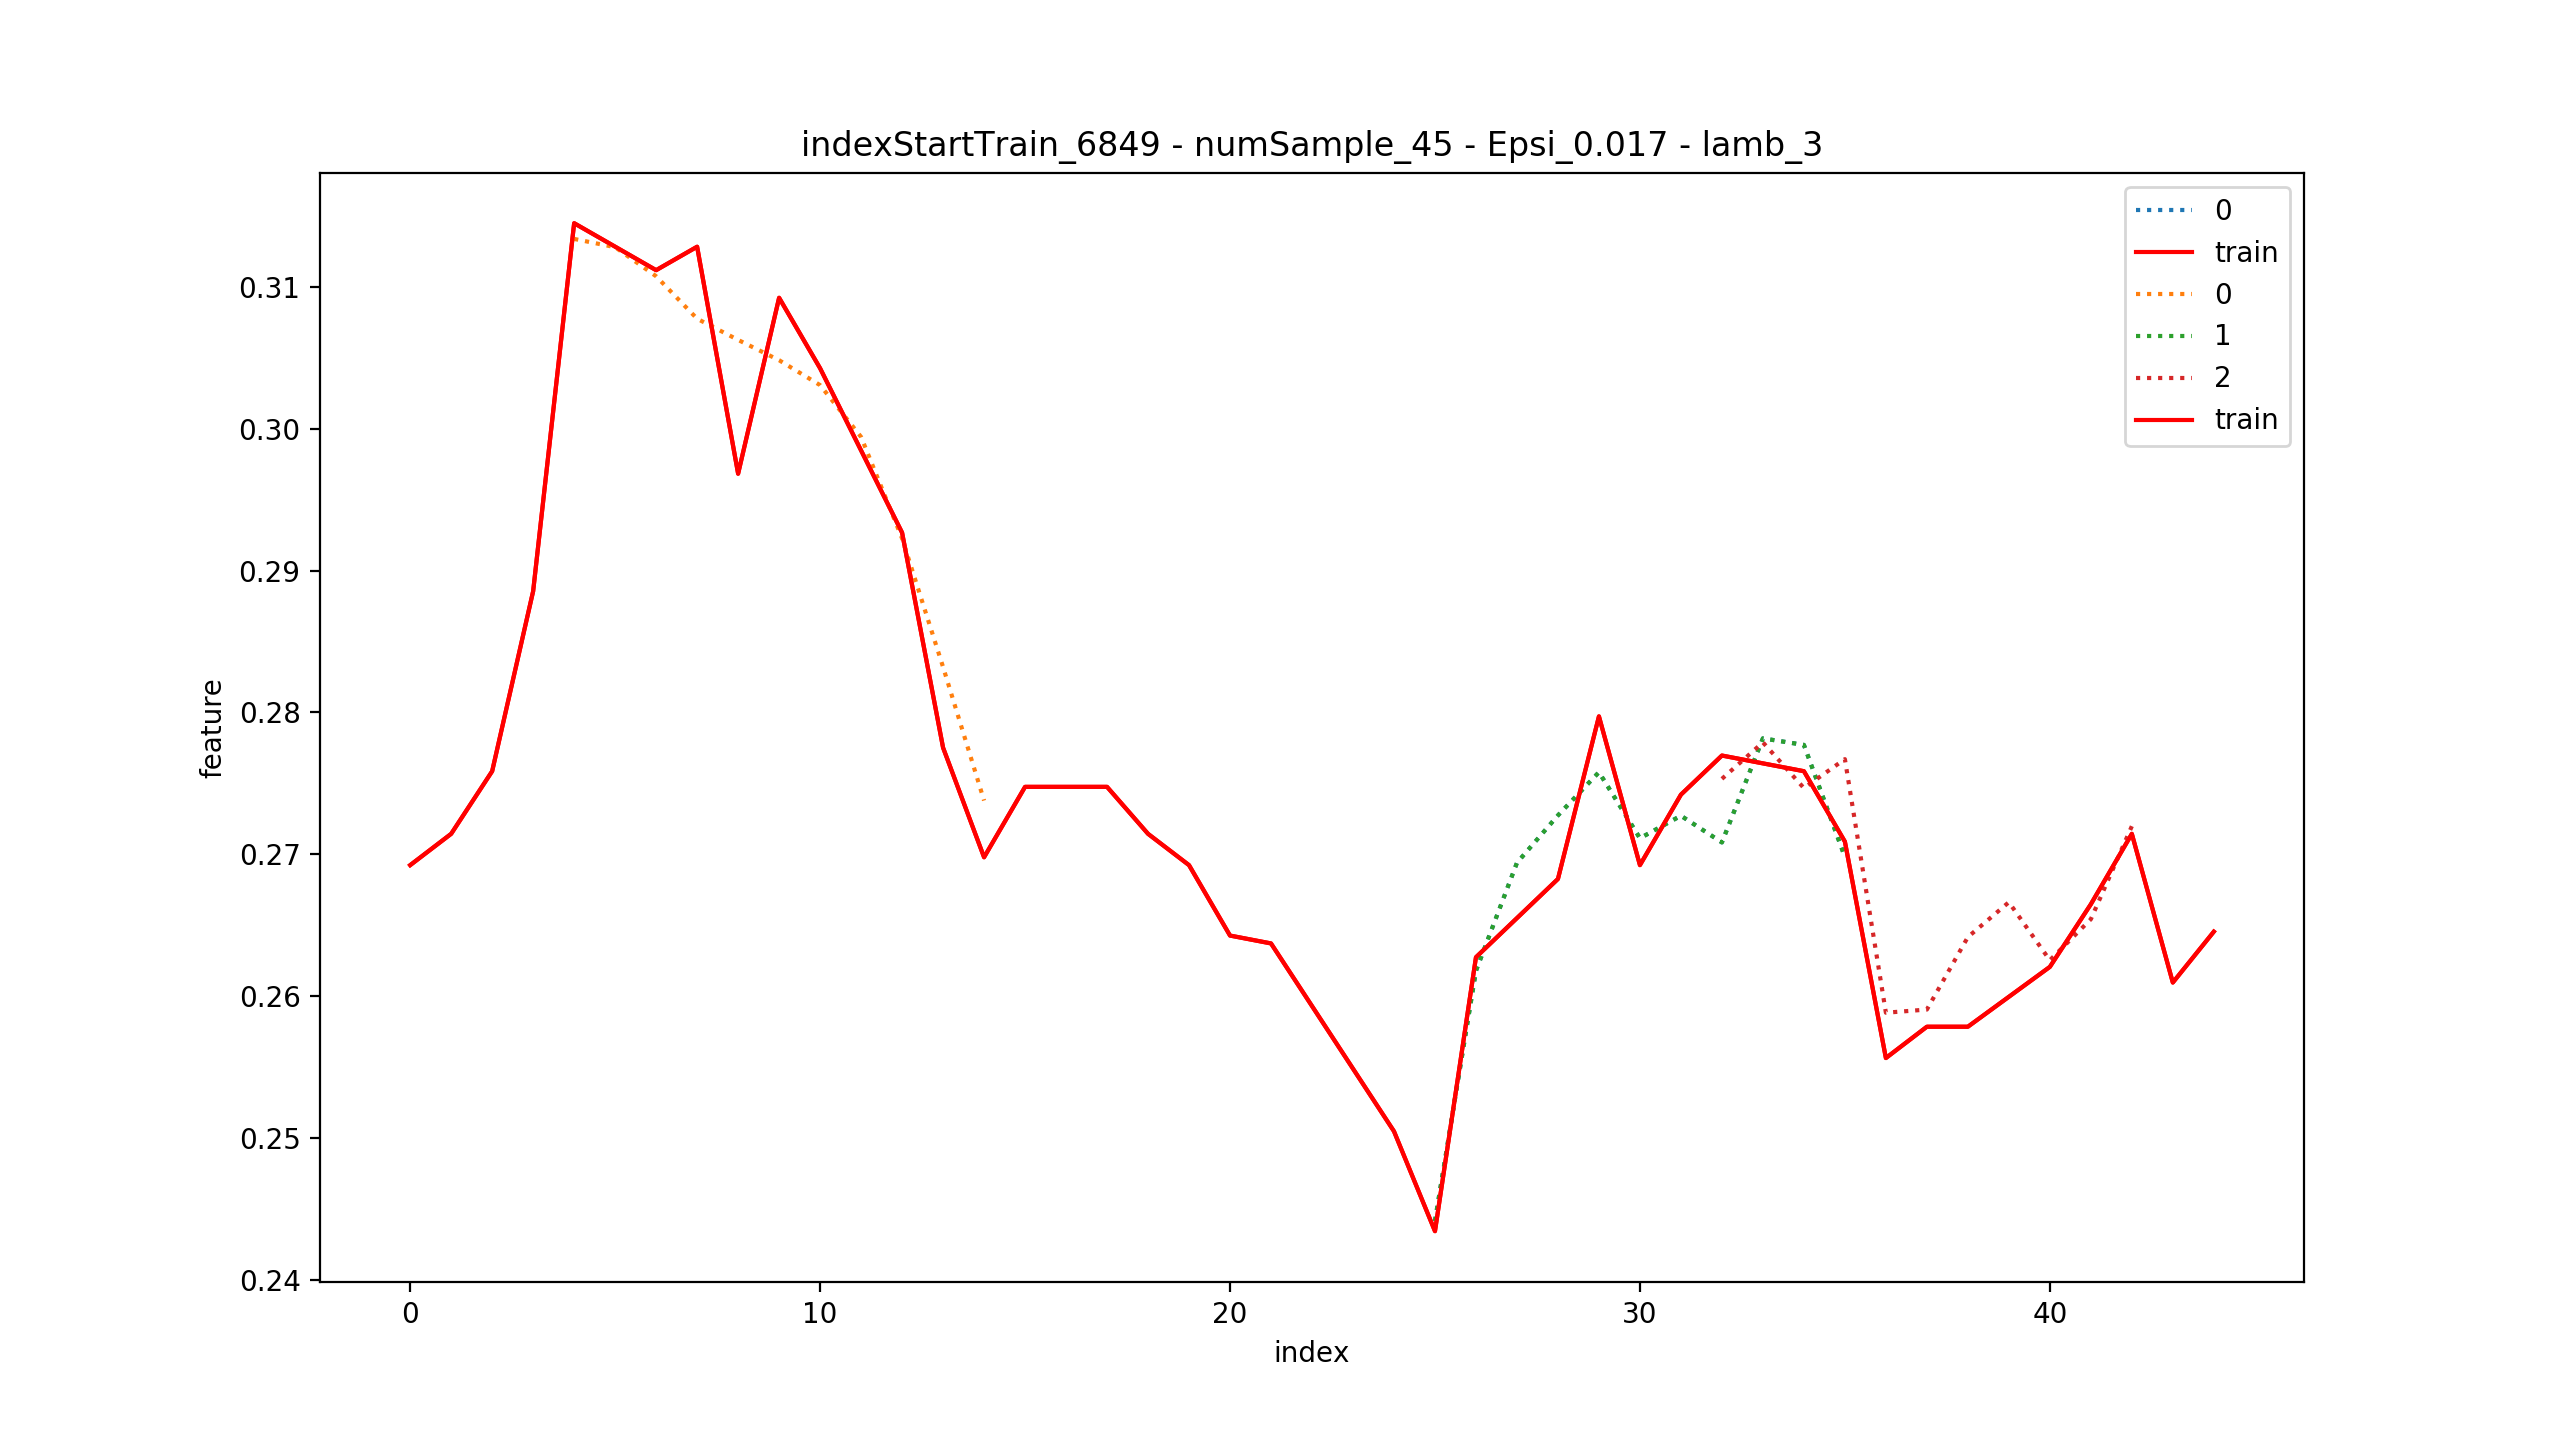 indexStartTrain_6849 - numSample_45 - Epsi_0.017 - lamb_3
0
train
0
1
2
train
0.31
0.30
0.29
0.28
0.27
0.26
0.25
0.24
feature
0 10 20 30 40
index